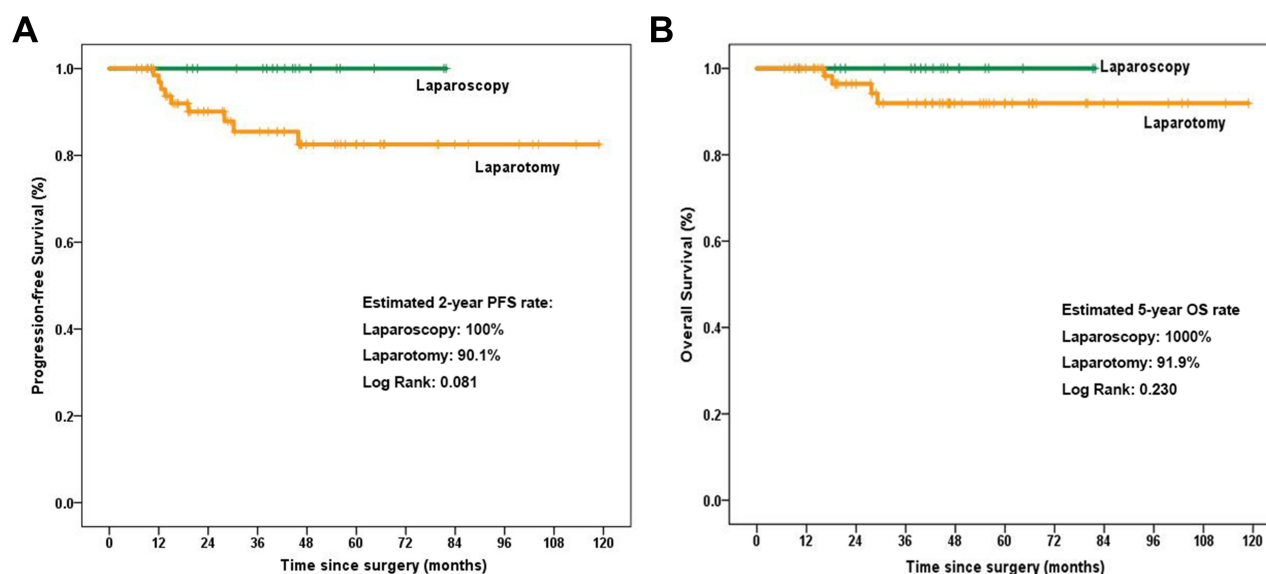 A
1.0
0.8
0.6
0.4
0.2
0.0
Progression-free Survival (%)
Laparoscopy
Laparotomy
Estimated 2-year PFS rate:
Laparoscopy: 100%
Laparotomy: 90.1%
Log Rank: 0.081
0 12 24 36 48 60 72 84 96 108 120
Time since surgery (months)
B
1.0
0.8
0.6
0.4
0.2
0.0
Overall Survival (%)
Laparoscopy
Laparotomy
Estimated 5-year OS rate
Laproscopy: 1000%
Laparotomy: 91.9%
Log Rank: 0.230
0 12 24 36 48 60 72 84 96 108 120
Time since surgery (months)